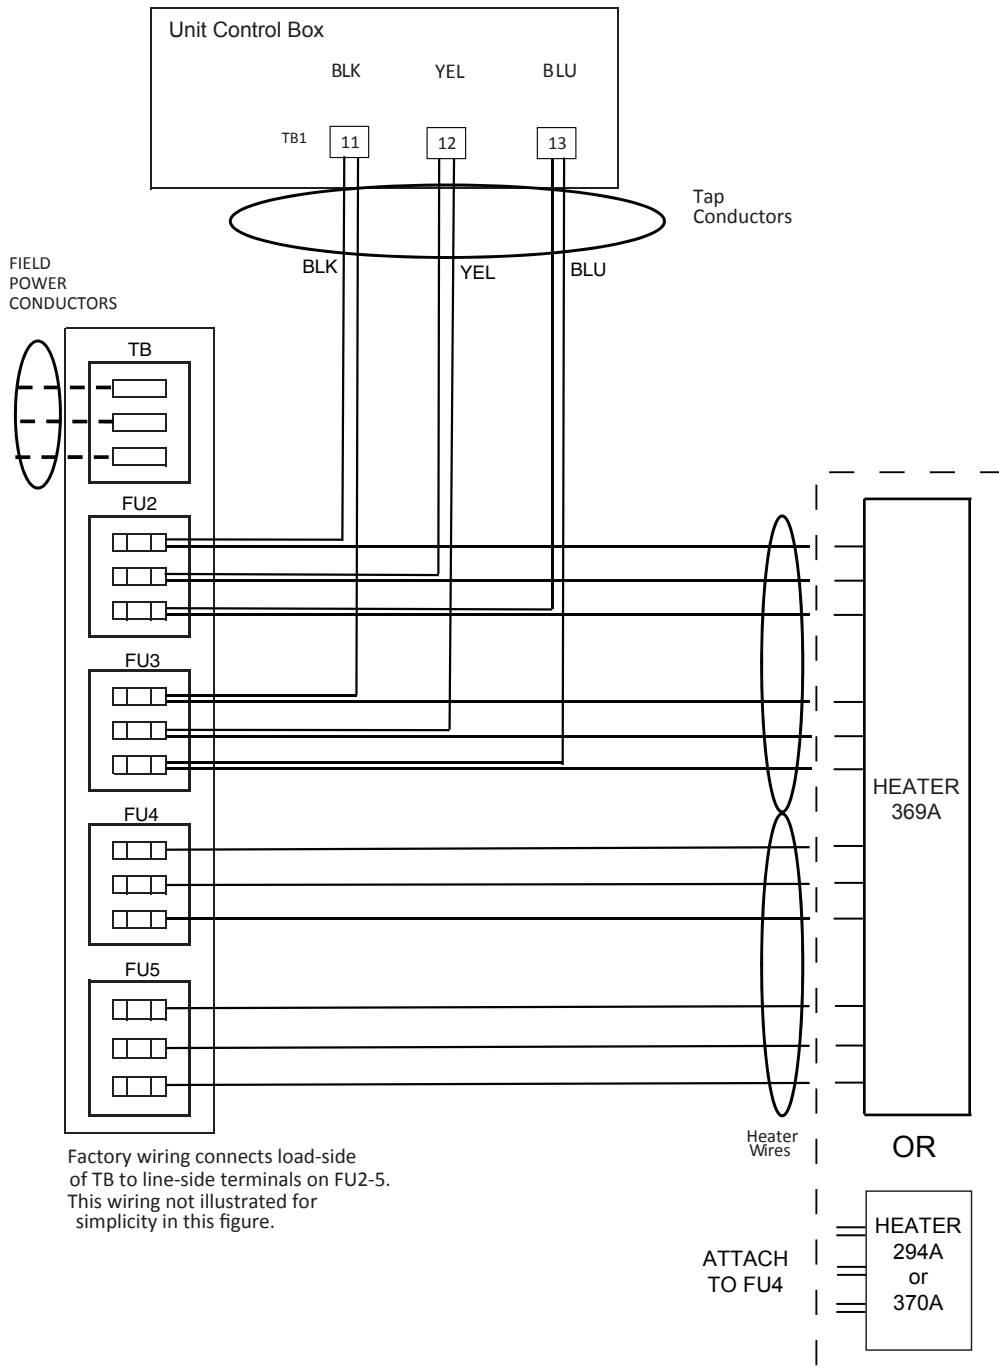 Unit Control Box
BLK YEL BLU
TB1 11 12 13
Tap
Conductors
BLK YEL BLU
FIELD
POWER
CONDUCTORS
TB
FU2
FU3
HEATER
369A
FU4
FU5
Heater
Wires
OR
Factory wiring connects load-side
of TB to line-side terminals on FU2-5.
This wiring not illustrated for
simplicity in this figure.
ATTACH
TO FU4
HEATER
294A
or
370A